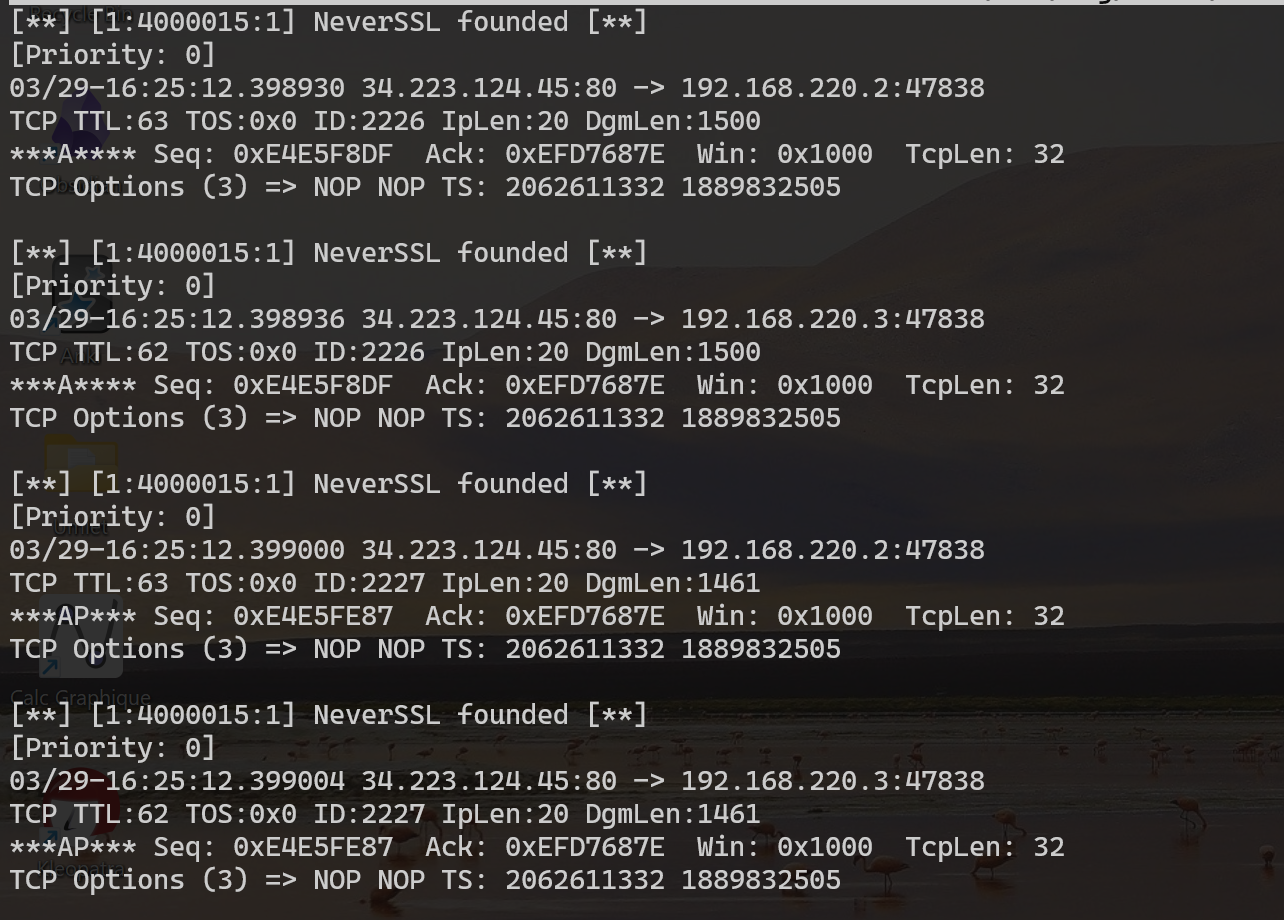 [**] [1:4000015:1] NeverSSL founded [**]
[Priority: 0]
03/29-16:25:12.398930 34.223.124.45:80 -> 192.168.220.2:47838
TCP TTL:63 TOS:0x0 ID:2226 IpLen:20 DgmLen:1500
***A**** Seq: 0xE4E5F8DF  Ack: 0xEFD7687E  Win: 0x1000  TcpLen: 32
TCP Options (3) => NOP NOP TS: 2062611332 1889832505

[**] [1:4000015:1] NeverSSL founded [**]
[Priority: 0]
03/29-16:25:12.398936 34.223.124.45:80 -> 192.168.220.3:47838
TCP TTL:62 TOS:0x0 ID:2226 IpLen:20 DgmLen:1500
***A**** Seq: 0xE4E5F8DF  Ack: 0xEFD7687E  Win: 0x1000  TcpLen: 32
TCP Options (3) => NOP NOP TS: 2062611332 1889832505

[**] [1:4000015:1] NeverSSL founded [**]
[Priority: 0]
03/29-16:25:12.399000 34.223.124.45:80 -> 192.168.220.2:47838
TCP TTL:63 TOS:0x0 ID:2227 IpLen:20 DgmLen:1461
***AP*** Seq: 0xE4E5FE87  Ack: 0xEFD7687E  Win: 0x1000  TcpLen: 32
TCP Options (3) => NOP NOP TS: 2062611332 1889832505
Calc Graphique

[**] [1:4000015:1] NeverSSL founded [**]
[Priority: 0]
03/29-16:25:12.399004 34.223.124.45:80 -> 192.168.220.3:47838
TCP TTL:62 TOS:0x0 ID:2227 IpLen:20 DgmLen:1461
***AP*** Seq: 0xE4E5FE87  Ack: 0xEFD7687E  Win: 0x1000  TcpLen: 32
Kleopatra
TCP Options (3) => NOP NOP TS: 2062611332 1889832505